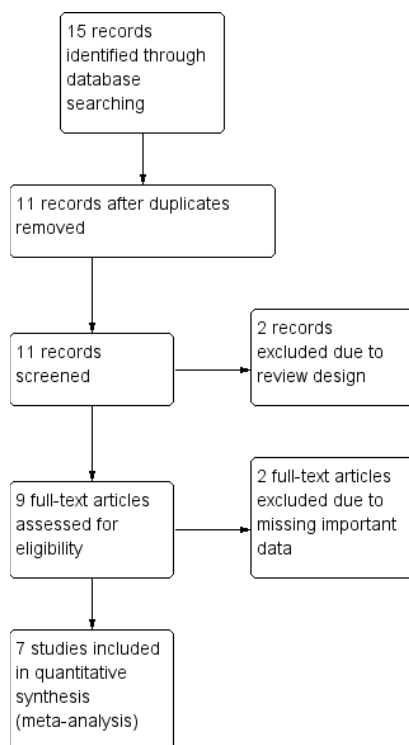 15 records
identified through
database
searching
11 records after duplicates
removed
11 records
screened
2 records
excluded due to
review design
9 full-text articles
assessed for
eligibility
2 full-text articles
excluded due to
missing important
data
7 studies included
in quantitative
synthesis
(meta-analysis)